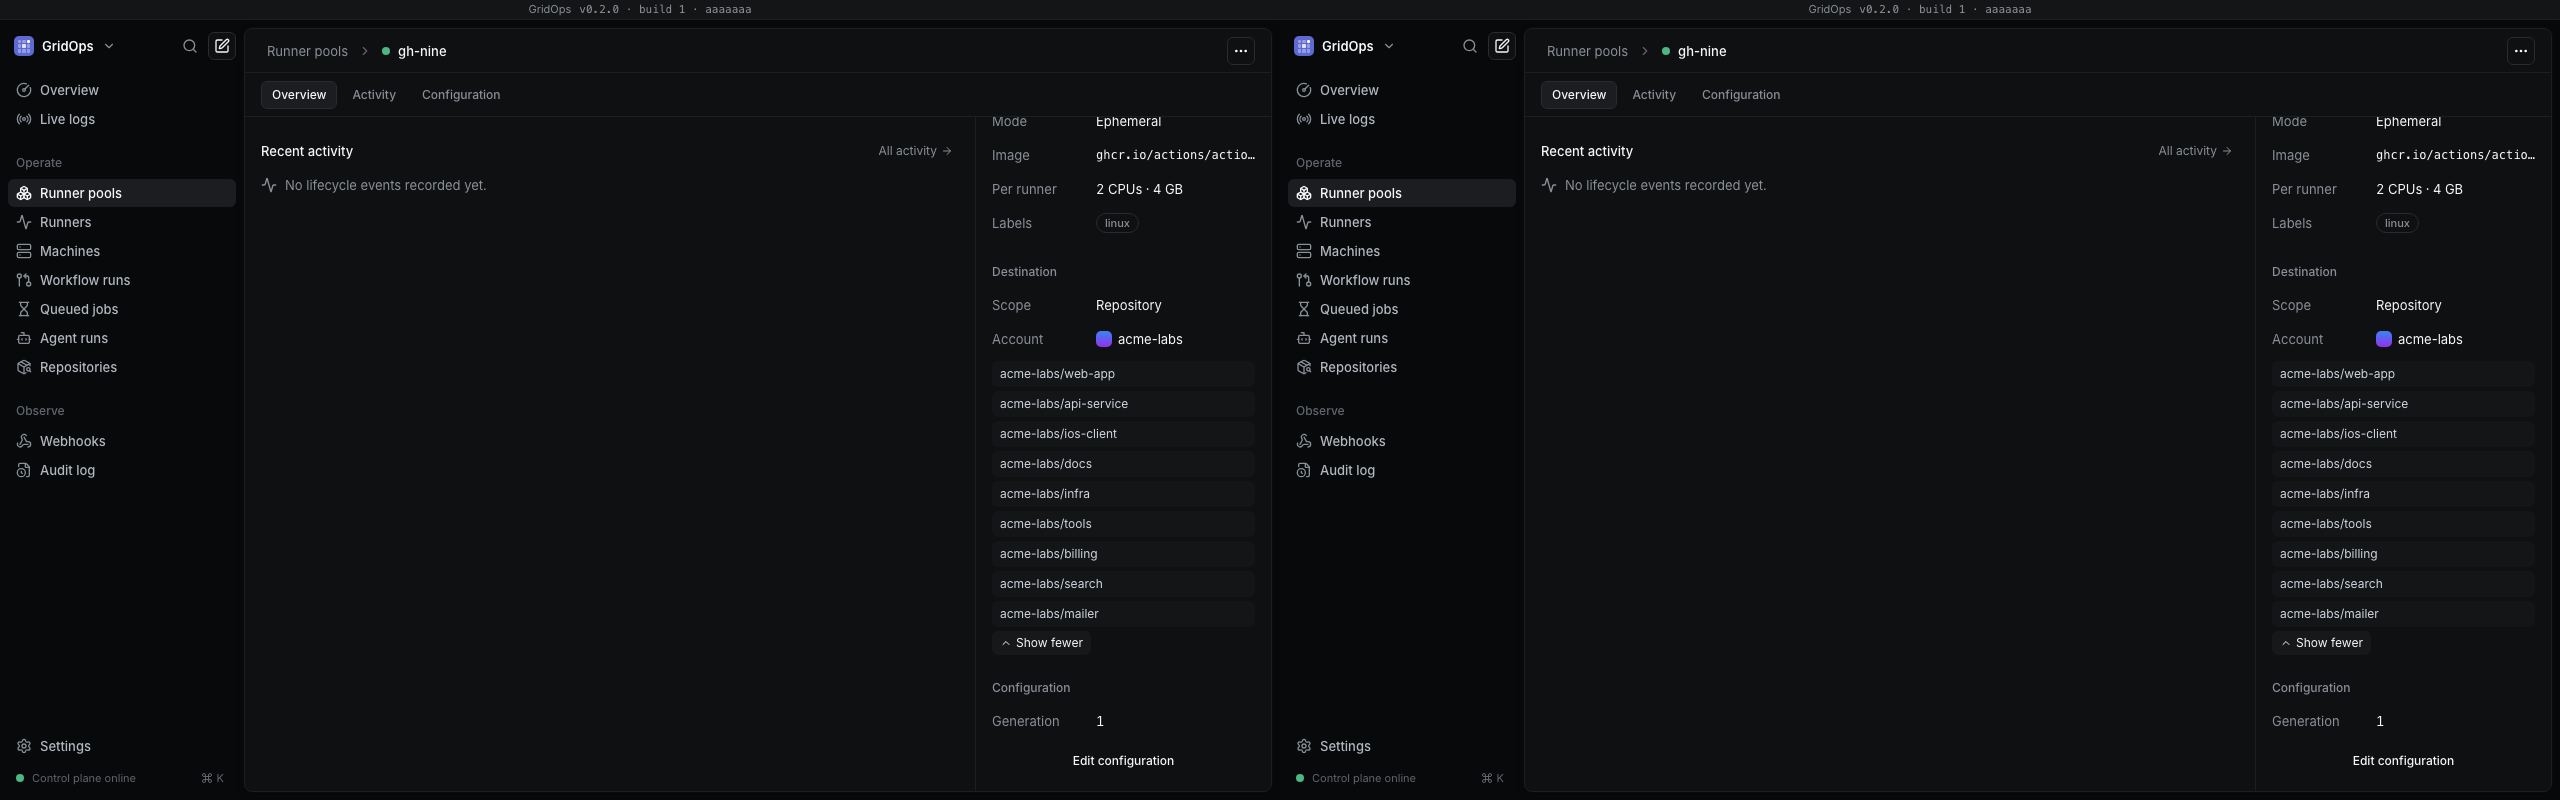 GridOps v0.2.0 · build 1 · aaaaaaa
GridOps
Overview
Live logs
Operate
Runner pools
Runners
Machines
Workflow runs
Queued jobs
Agent runs
Repositories
Observe
Webhooks
Audit log
Settings
Control plane online ⌘ K
Runner pools > gh-nine
Overview Activity Configuration
Recent activity All activity →
No lifecycle events recorded yet.
Mode Ephemeral
Image ghcr.io/actions/actio…
Per runner 2 CPUs · 4 GB
Labels linux
Destination
Scope Repository
Account acme-labs
acme-labs/web-app
acme-labs/api-service
acme-labs/ios-client
acme-labs/docs
acme-labs/infra
acme-labs/tools
acme-labs/billing
acme-labs/search
acme-labs/mailer
Show fewer
Configuration
Generation 1
Edit configuration
GridOps v0.2.0 · build 1 · aaaaaaa
GridOps
Overview
Live logs
Operate
Runner pools
Runners
Machines
Workflow runs
Queued jobs
Agent runs
Repositories
Observe
Webhooks
Audit log
Settings
Control plane online ⌘ K
Runner pools > gh-nine
Overview Activity Configuration
Recent activity All activity →
No lifecycle events recorded yet.
Mode Ephemeral
Image ghcr.io/actions/actio…
Per runner 2 CPUs · 4 GB
Labels linux
Destination
Scope Repository
Account acme-labs
acme-labs/web-app
acme-labs/api-service
acme-labs/ios-client
acme-labs/docs
acme-labs/infra
acme-labs/tools
acme-labs/billing
acme-labs/search
acme-labs/mailer
Show fewer
Configuration
Generation 1
Edit configuration